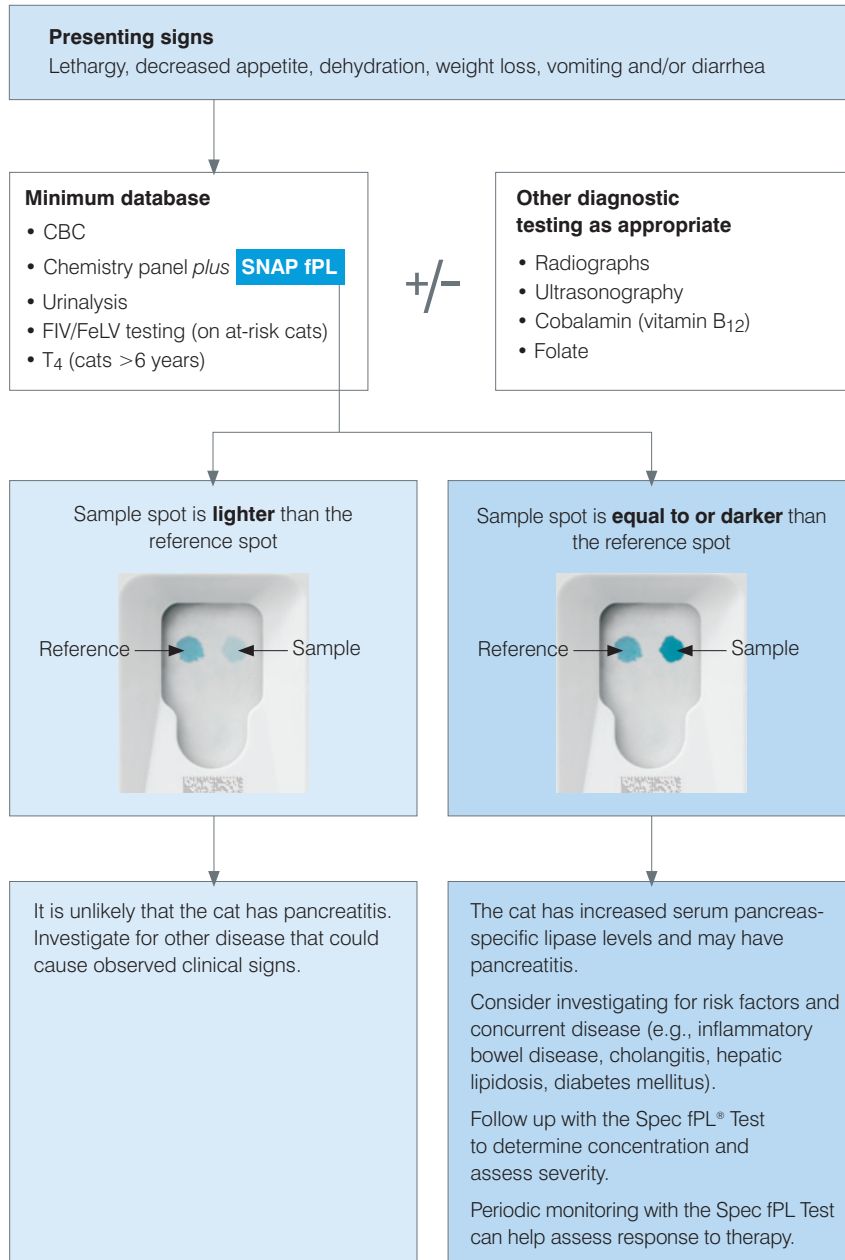 Presenting signs
Lethargy, decreased appetite, dehydration, weight loss, vomiting and/or diarrhea
Minimum database
• CBC
• Chemistry panel plus SNAP fPL
• Urinalysis
• FIV/FeLV testing (on at-risk cats)
• T4 (cats >6 years)
+/-
Other diagnostic
testing as appropriate
• Radiographs
• Ultrasonography
• Cobalamin (vitamin B12)
• Folate
Sample spot is lighter than the
reference spot
Reference
Sample
Sample spot is equal to or darker than
the reference spot
Reference
Sample
It is unlikely that the cat has pancreatitis.
Investigate for other disease that could
cause observed clinical signs.
The cat has increased serum pancreas-
specific lipase levels and may have
pancreatitis.
Consider investigating for risk factors and
concurrent disease (e.g., inflammatory
bowel disease, cholangitis, hepatic
lipidosis, diabetes mellitus).
Follow up with the Spec fPL® Test
to determine concentration and
assess severity.
Periodic monitoring with the Spec fPL Test
can help assess response to therapy.